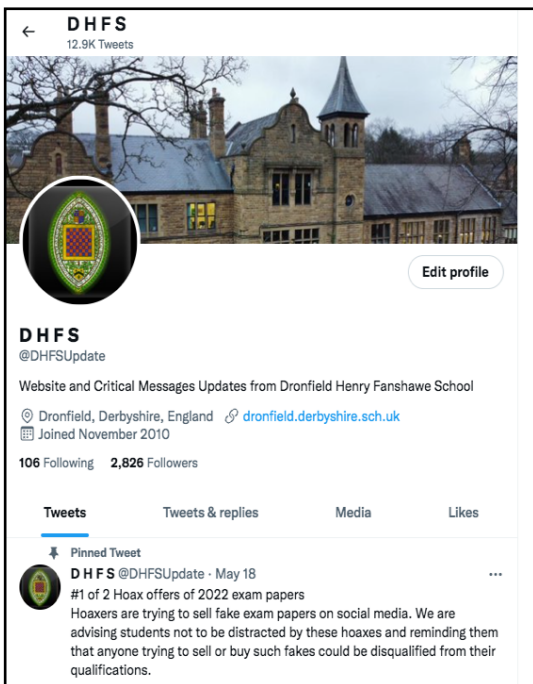 D H F S
12.9K Tweets
Edit profile
D H F S
@DHFSUpdate
Website and Critical Messages Updates from Dronfield Henry Fanshawe School
Dronfield, Derbyshire, England dronfield.derbyshire.sch.uk
Joined November 2010
106 Following 2,826 Followers
Tweets Tweets & replies Media Likes
Pinned Tweet
D H F S @DHFSUpdate · May 18
#1 of 2 Hoax offers of 2022 exam papers
Hoaxers are trying to sell fake exam papers on social media. We are
advising students not to be distracted by these hoaxes and reminding them
that anyone trying to sell or buy such fakes could be disqualified from their
qualifications.